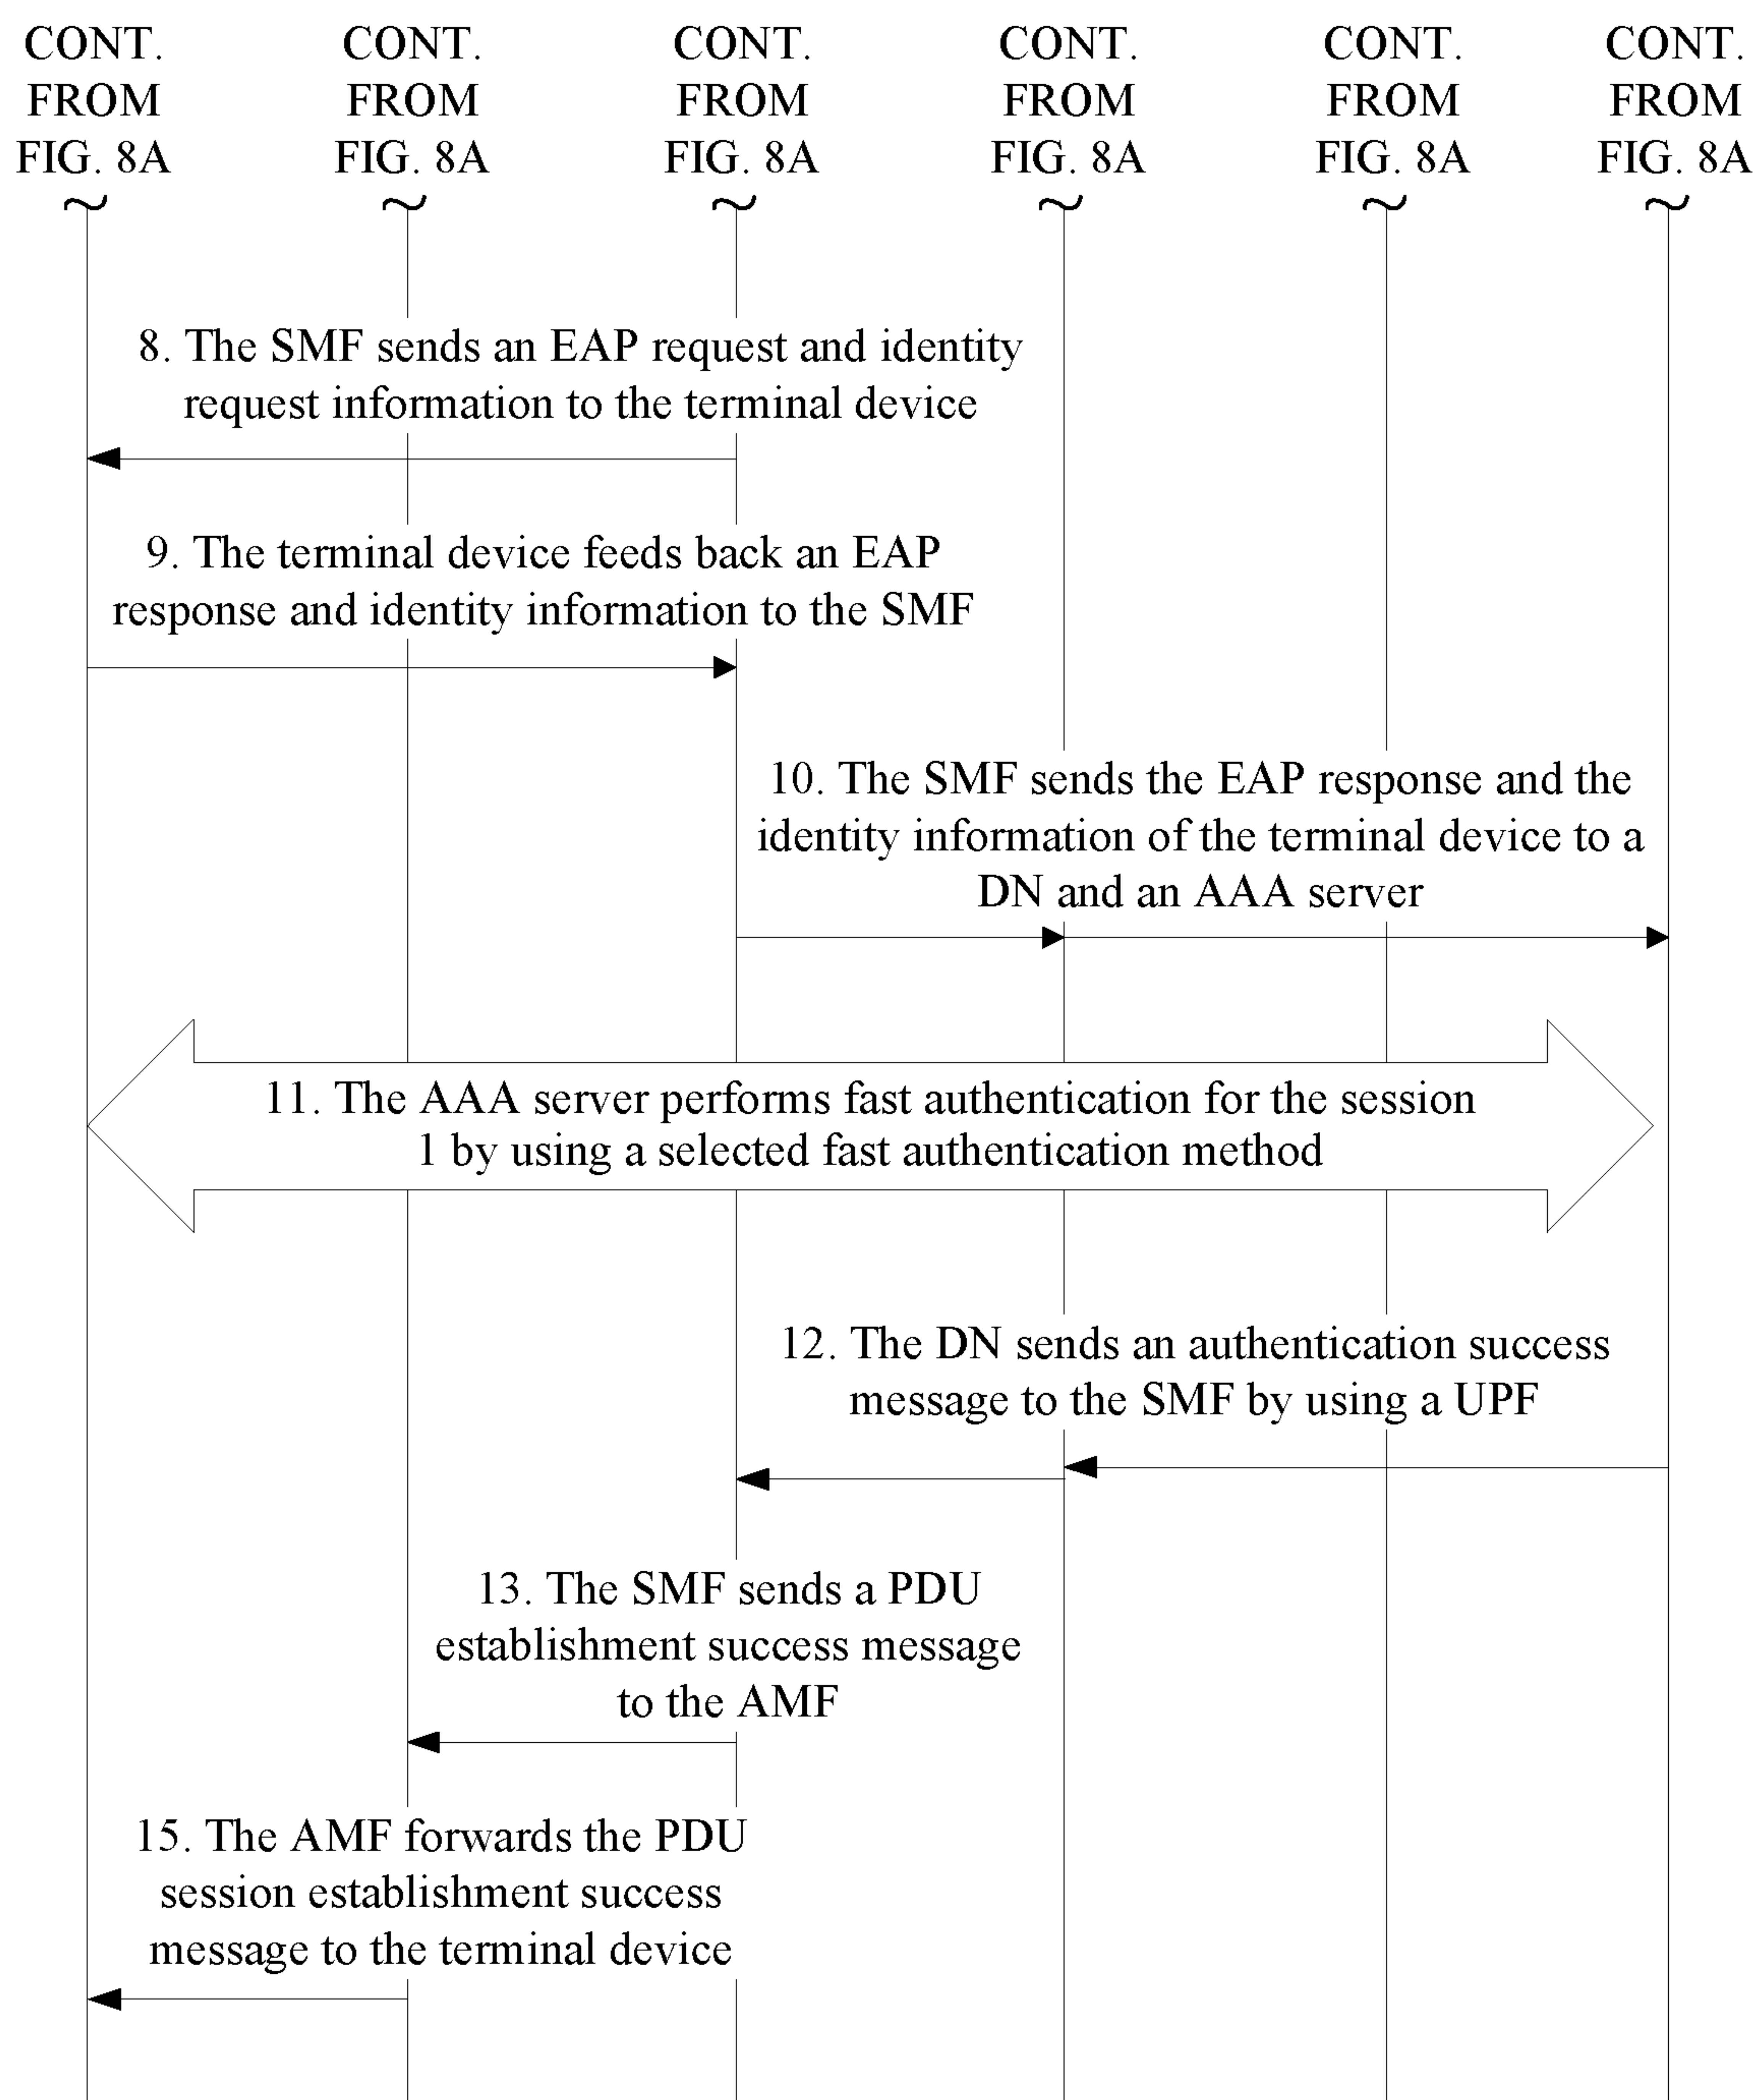 CONT.
FROM
FIG. 8A
CONT.
FROM
FIG. 8A
CONT.
FROM
FIG. 8A
CONT.
FROM
FIG. 8A
CONT.
FROM
FIG. 8A
CONT.
FROM
FIG. 8A
8. The SMF sends an EAP request and identity
request information to the terminal device
9. The terminal device feeds back an EAP
response and identity information to the SMF
10. The SMF sends the EAP response and the
identity information of the terminal device to a
DN and an AAA server
11. The AAA server performs fast authentication for the session
1 by using a selected fast authentication method
12. The DN sends an authentication success
message to the SMF by using a UPF
13. The SMF sends a PDU
establishment success message
to the AMF
15. The AMF forwards the PDU
session establishment success
message to the terminal device